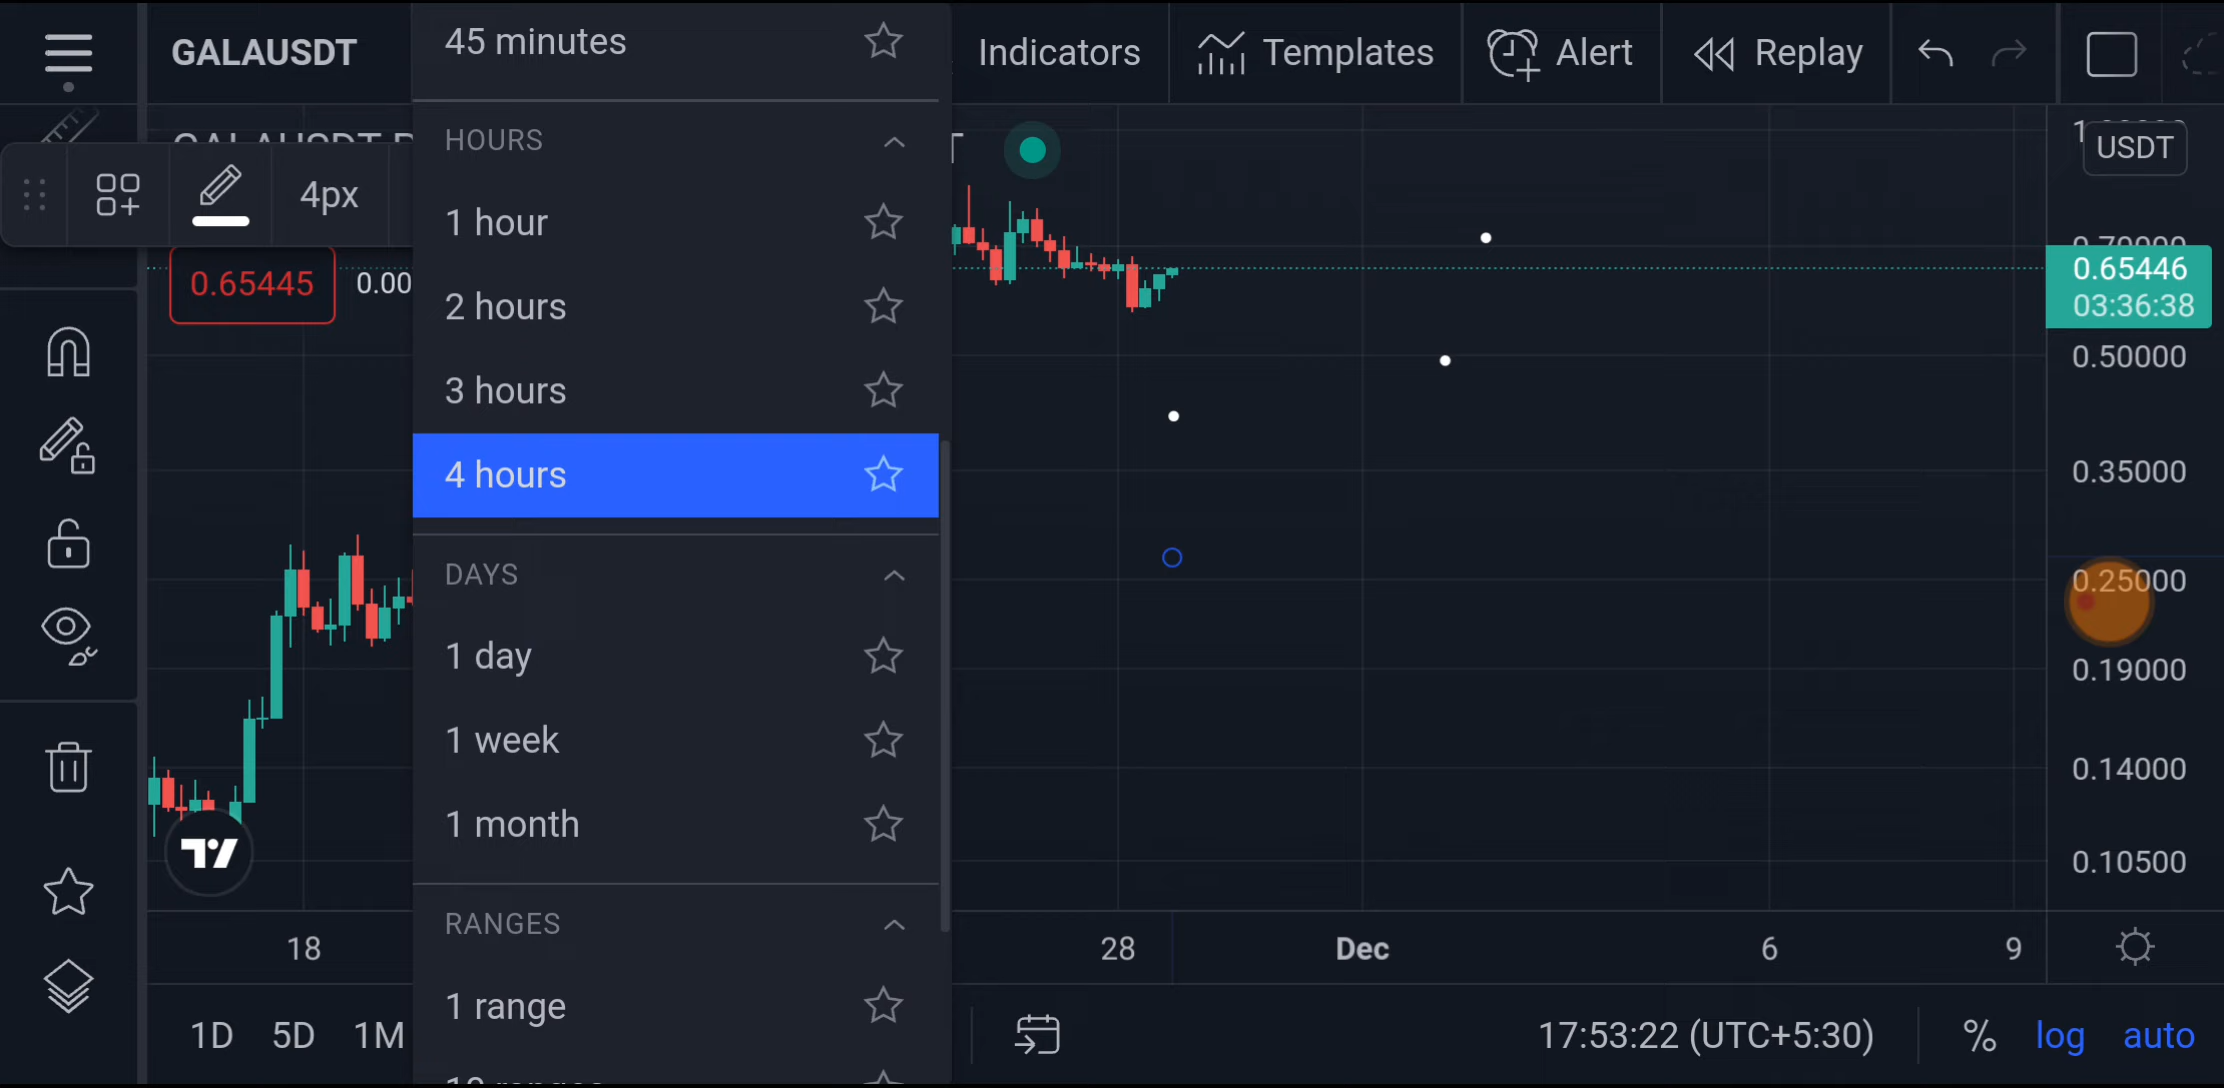 GALAUSDT
45 minutes
Indicators
Templates
Alert
Replay
HOURS
USDT
4px
1 hour
0.65445
0.00
2 hours
0.65446
03:36:38
3 hours
0.50000
4 hours
0.35000
DAYS
0.25000
1 day
0.19000
1 week
0.14000
1 month
0.10500
RANGES
18
28
Dec
6
9
1 range
1D
5D
1M
17:53:22 (UTC+5:30)
%
log
auto